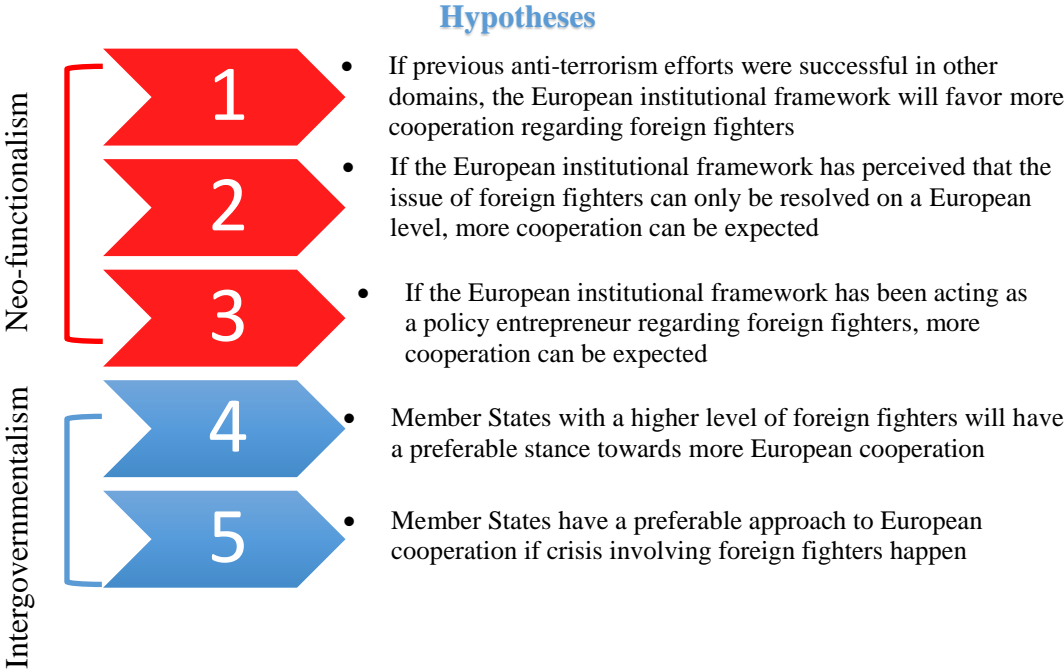 Hypotheses
Neo-functionalism
1
• If previous anti-terrorism efforts were successful in other
domains, the European institutional framework will favor more
cooperation regarding foreign fighters
2
• If the European institutional framework has perceived that the
issue of foreign fighters can only be resolved on a European
level, more cooperation can be expected
3
• If the European institutional framework has been acting as
a policy entrepreneur regarding foreign fighters, more
cooperation can be expected
Intergovernmentalism
4
• Member States with a higher level of foreign fighters will have
a preferable stance towards more European cooperation
5
• Member States have a preferable approach to European
cooperation if crisis involving foreign fighters happen